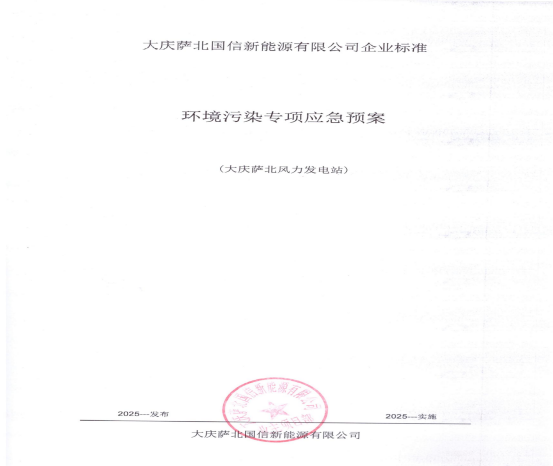 大庆萨北国信新能源有限公司企业标准
环境污染专项应急预案
（大庆萨北风力发电站）
2025—发布
2025—实施
大庆萨北国信新能源有限公司